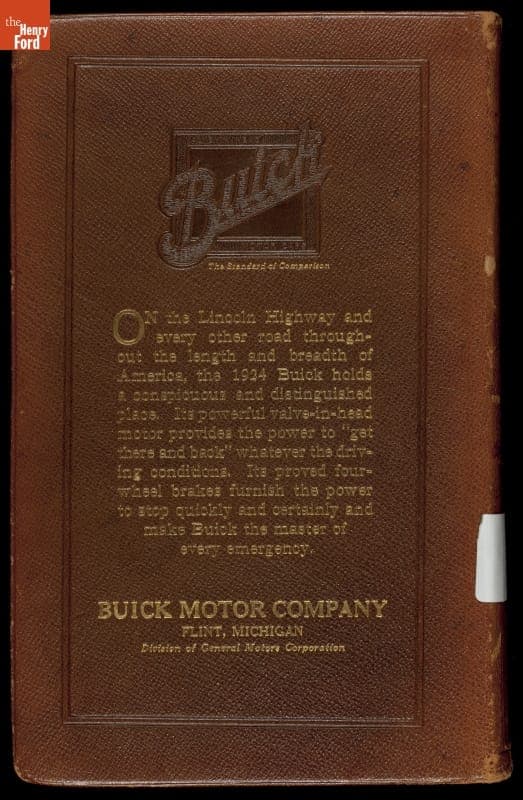 the
Henry
Ford
Buick
MOTOR CARS
The Standard of Comparison
ON the Lincoln Highway and
every other road through-
out the length and breadth of
America, the 1924 Buick holds
a conspicuous and distinguished
place. Its powerful valve-in-head
motor provides the power to "get
there and back" whatever the driv-
ing conditions. Its proved four-
wheel brakes furnish the power
to stop quickly and certainly and
make Buick the master of
every emergency.
BUICK MOTOR COMPANY
FLINT, MICHIGAN
Division of General Motors Corporation